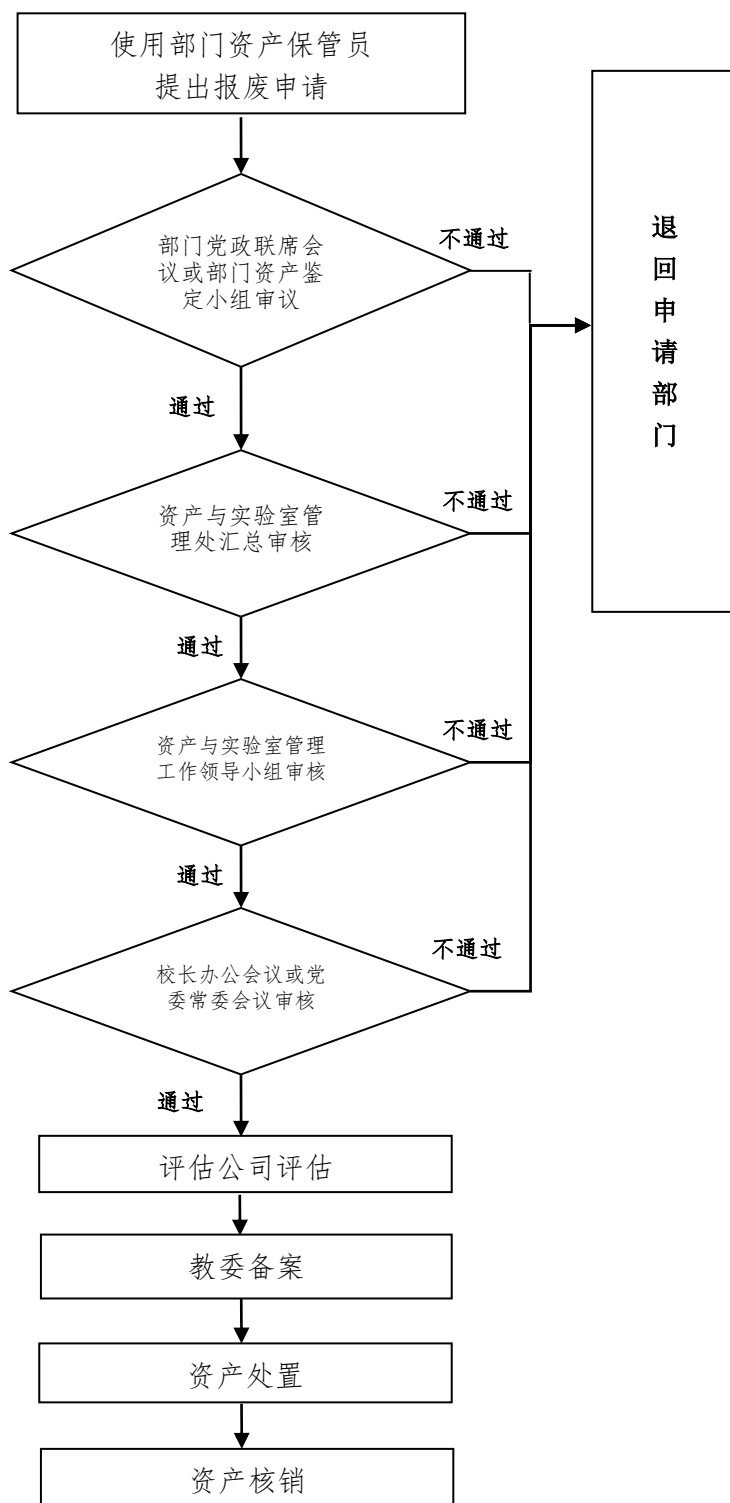 使用部门资产保管员
提出报废申请
部门党政联席会
议或部门资产鉴
定小组审议
不通过
退
回
申
请
部
门
通过
资产与实验室管
理处汇总审核
不通过
通过
资产与实验室管理
工作领导小组审核
不通过
通过
校长办公会议或党
委常委会议审核
不通过
通过
评估公司评估
教委备案
资产处置
资产核销